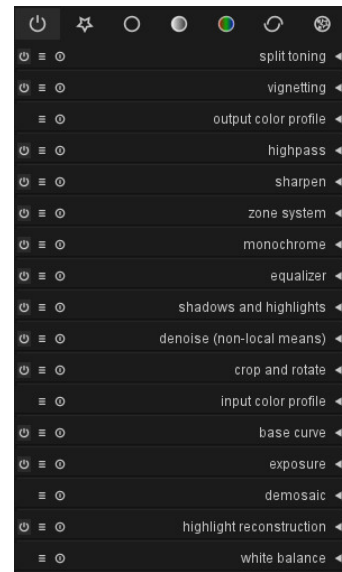 split toning
vignetting
output color profile
highpass
sharpen
zone system
monochrome
equalizer
shadows and highlights
denoise (non-local means)
crop and rotate
input color profile
base curve
exposure
demosaic
highlight reconstruction
white balance